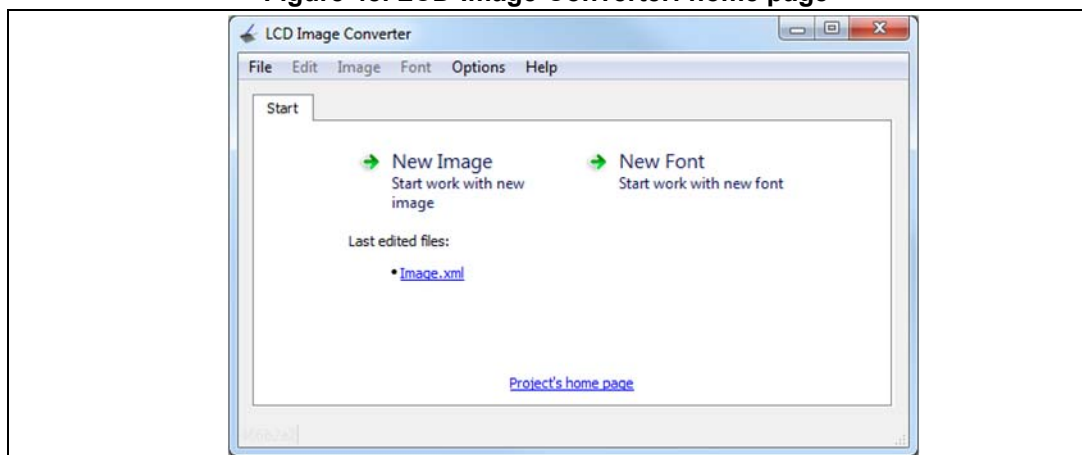 LCD Image Converter
File Edit Image Font Options Help
Start
New Image New Font
Start work with new Start work with new font
image
Last edited files:
• Image.xml
Project's home page